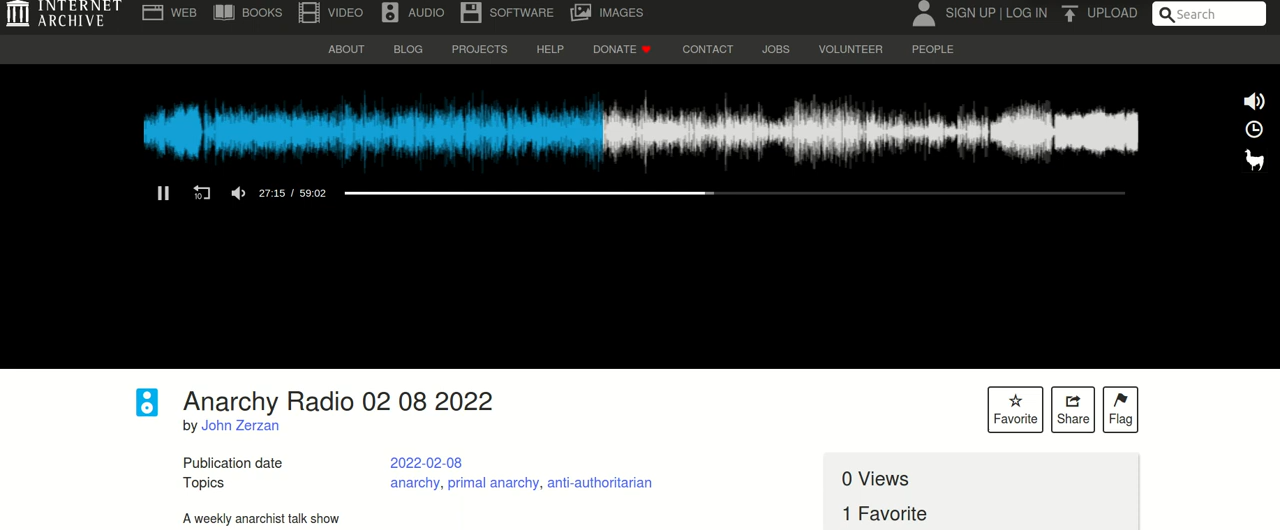 INTERNET
ARCHIVE
WEB BOOKS VIDEO AUDIO SOFTWARE IMAGES SIGN UP | LOG IN UPLOAD Search
ABOUT BLOG PROJECTS HELP DONATE CONTACT JOBS VOLUNTEER PEOPLE
10 27:15 / 59:02
Anarchy Radio 02 08 2022
by John Zerzan
Favorite Share Flag
Publication date 2022-02-08
Topics anarchy, primal anarchy, anti-authoritarian
A weekly anarchist talk show
0 Views
1 Favorite